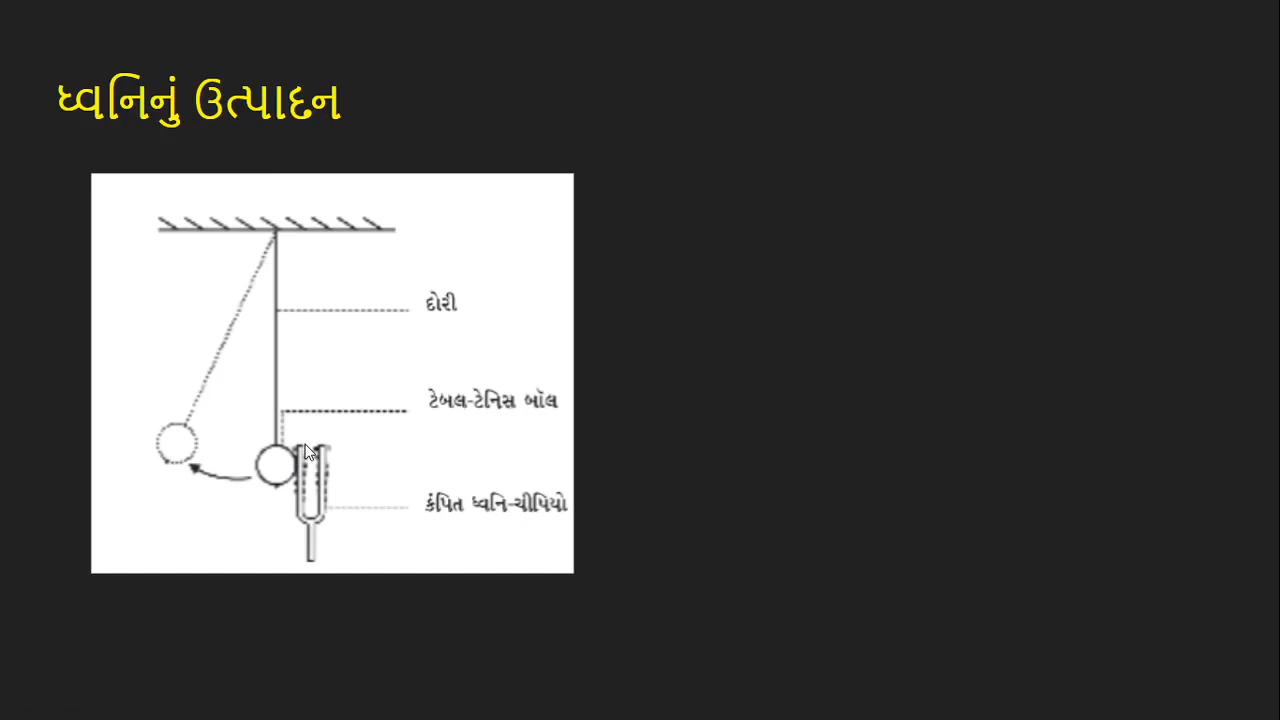 ધ્વનિનું ઉત્પાદન
દોરી
ટેબલ-ટેનિસ બૉલ
કંપિત ધ્વનિ-ચીપિયો